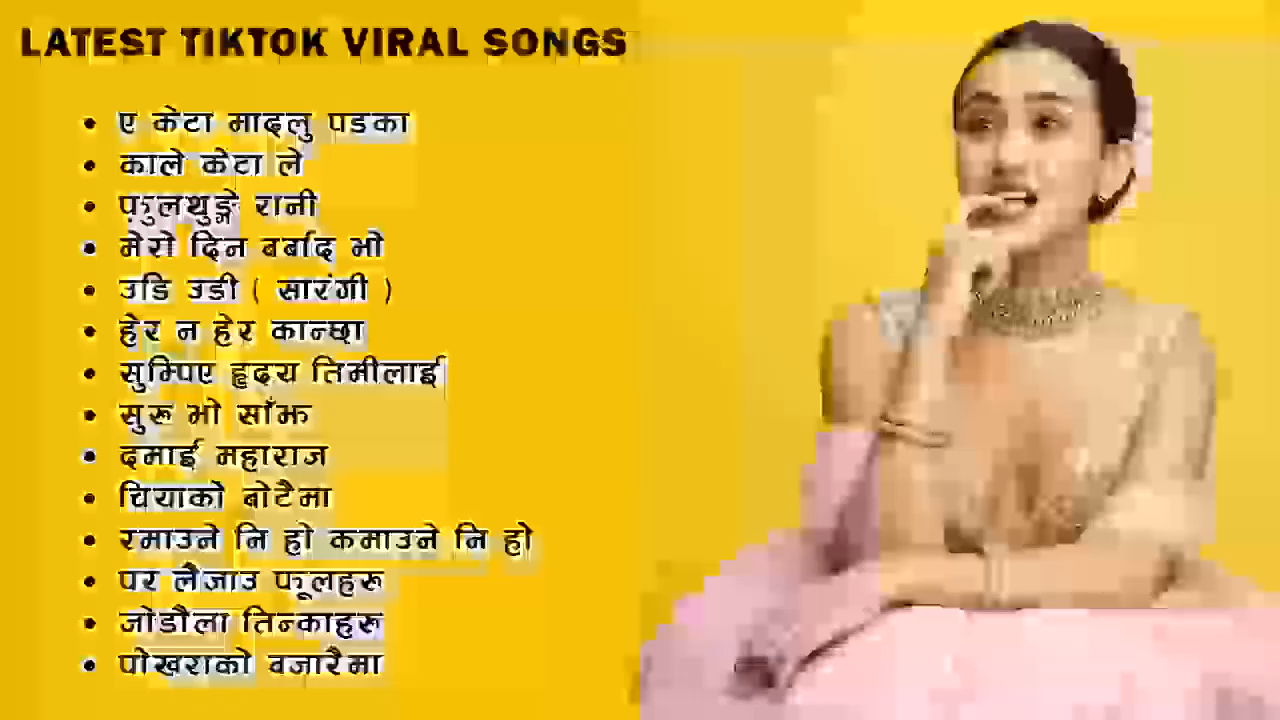 LATEST TIKTOK VIRAL SONGS
ए केटा मादलु पडका
काले केटा ले
फुलथुङ्गे रानी
मेरो दिन बर्बाद भो
उडि उडी ( सारंगी )
हेर न हेर कान्छा
सुम्पिए हृदय तिमीलाई
सुरू भो साँझ
दमाई महाराज
चियाको बोटैमा
रमाउने नि हो कमाउने नि हो
पर लैजाउ फूलहरू
जोडौला तिन्काहरू
पोखराको बजारैमा